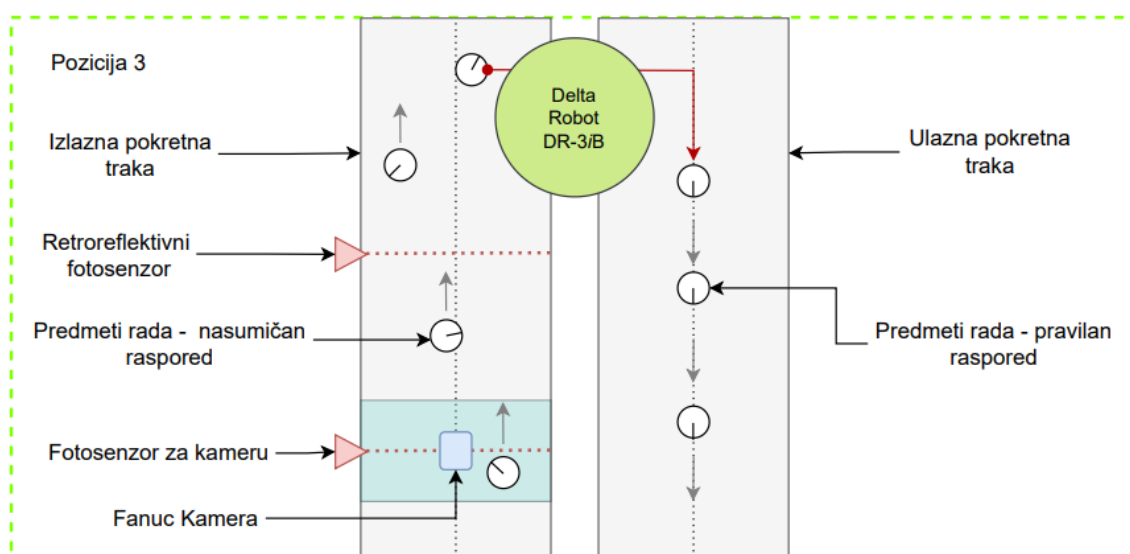 Pozicija 3
Delta
Robot
DR-3iB
Izlazna pokretna
traka
Ulazna pokretna
traka
Retroreflektivni
fotosenzor
Predmeti rada -  nasumičan
raspored
Predmeti rada - pravilan
raspored
Fotosenzor za kameru
Fanuc Kamera